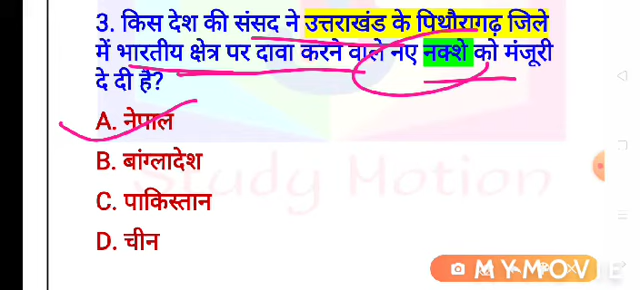 3. किस देश की संसद ने उत्तराखंड के पिथौरागढ़ जिले
में भारतीय क्षेत्र पर दावा करने वाले नए नक्शे को मंजूरी
दे दी है?
A. नेपाल
B. बांग्लादेश
C. पाकिस्तान
D. चीन
Study Motion
MYMOVIE